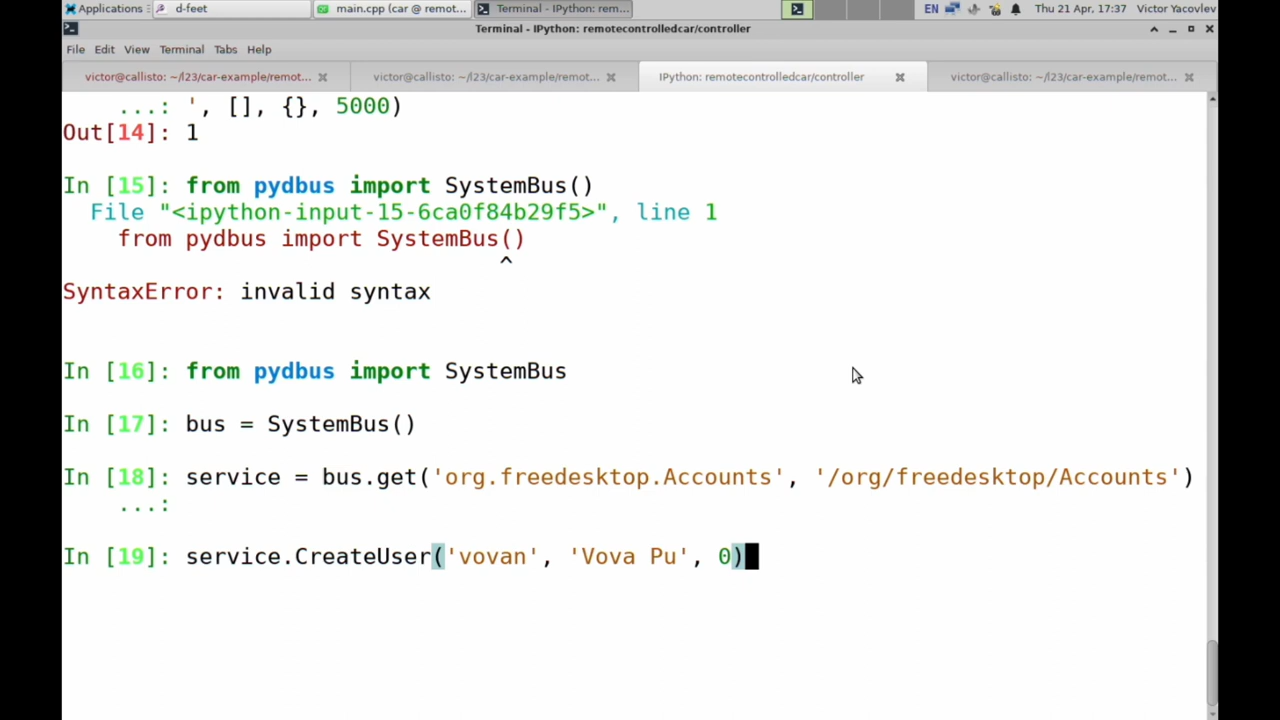 Applications d-feet main.cpp (car @ remot... Terminal - IPython: rem... EN Thu 21 Apr, 17:37 Victor Yacovlev
Terminal - IPython: remotecontrolledcar/controller
File Edit View Terminal Tabs Help
victor@callisto: ~/l23/car-example/remot... victor@callisto: ~/l23/car-example/remot... IPython: remotecontrolledcar/controller victor@callisto: ~/l23/car-example/remot...
...: ', [], {}, 5000)
Out[14]: 1
In [15]: from pydbus import SystemBus()
File "<ipython-input-15-6ca0f84b29f5>", line 1
from pydbus import SystemBus()
^
SyntaxError: invalid syntax
In [16]: from pydbus import SystemBus
In [17]: bus = SystemBus()
In [18]: service = bus.get('org.freedesktop.Accounts', '/org/freedesktop/Accounts')
...:
In [19]: service.CreateUser('vovan', 'Vova Pu', 0)